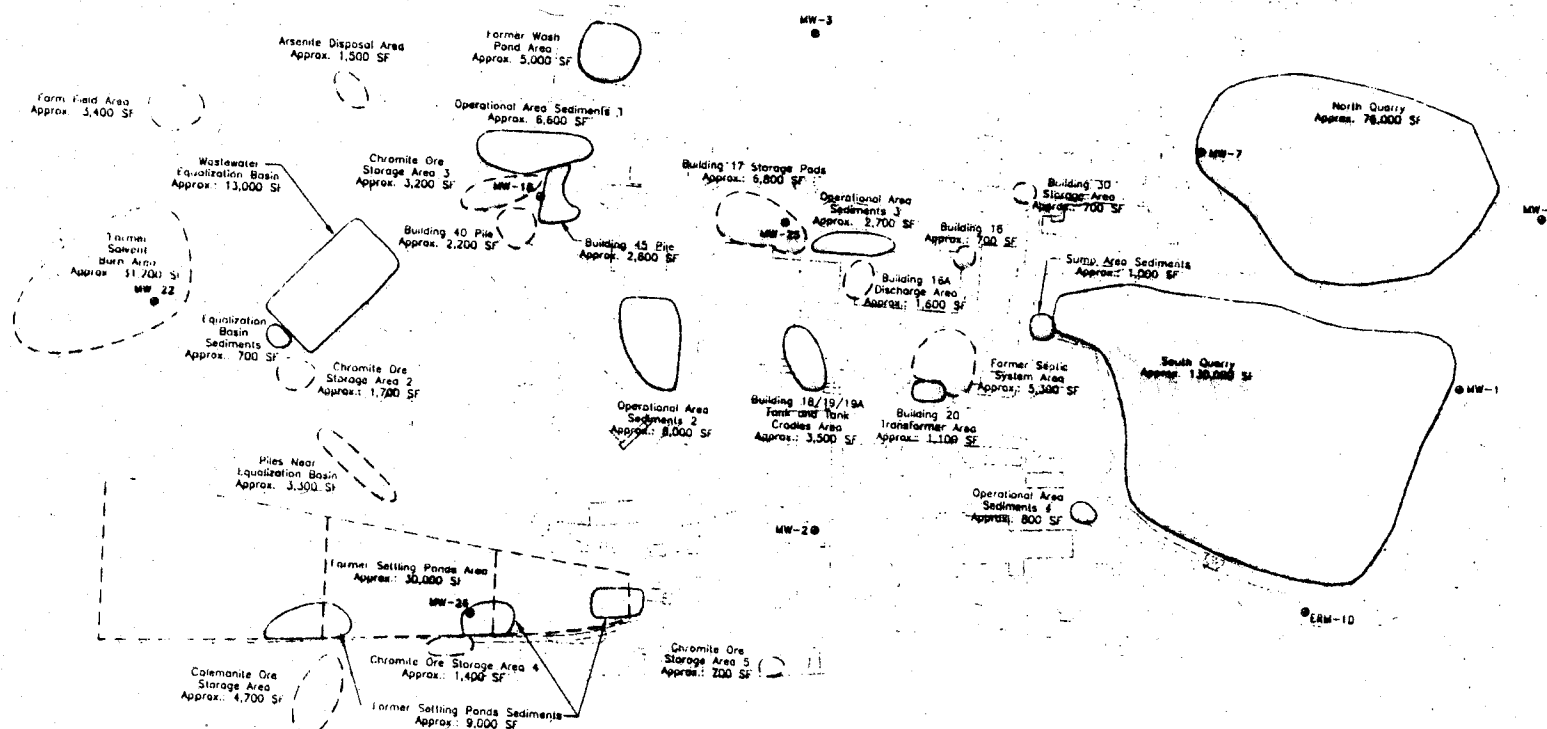 MW-3
Arsenite Disposal Area
Approx. 1,500 SF
Former Wash
Pond Area
Approx. 5,000 SF
Farm Field Area
Approx. 3,400 SF
Operational Area Sediments 1
Approx. 6,600 SF
North Quarry
Approx. 76,000 SF
MW-7
Wastewater
Equalization Basin
Approx.: 13,000 SF
Chromite Ore
Storage Area 3
Approx.: 3,200 SF
MW-18
Building 17 Storage Pads
Approx.: 6,800 SF
MW-25
Operational Area
Sediments 3
Approx.: 2,700 SF
Building 30
Storage Area
Approx.: 700 SF
MW-
Building 40 Pile
Approx.: 2,200 SF
Building 45 Pile
Approx.: 2,800 SF
Building 16
Approx.: 700 SF
Former
Solvent
Burn Area
Approx. 51,200 SF
MW 22
Sump Area Sediments
Approx.: 1,000 SF
Building 16A
Discharge Area
Approx.: 1,600 SF
Equalization
Basin
Sediments
Approx.: 700 SF
Chromite Ore
Storage Area 2
Approx.: 1,700 SF
Former Septic
System Area
Approx.: 5,300 SF
South Quarry
Approx. 130,000 SF
MW-1
Operational Area
Sediments 2
Approx.: 8,000 SF
Building 18/19/19A
Tank and Tank
Cradles Area
Approx.: 3,500 SF
Building 20
Transformer Area
Approx.: 1,100 SF
Piles Near
Equalization Basin
Approx. 3,300 SF
Operational Area
Sediments 4
Approx.: 800 SF
MW-2
Former Settling Ponds Area
Approx.: 30,000 SF
MW-26
ERM-10
Chromite Ore Storage Area 4
Approx.: 1,400 SF
Chromite Ore
Storage Area 5
Approx.: 200 SF
Colemanite Ore
Storage Area
Approx.: 4,700 SF
Former Settling Ponds Sediments
Approx.: 9,000 SF